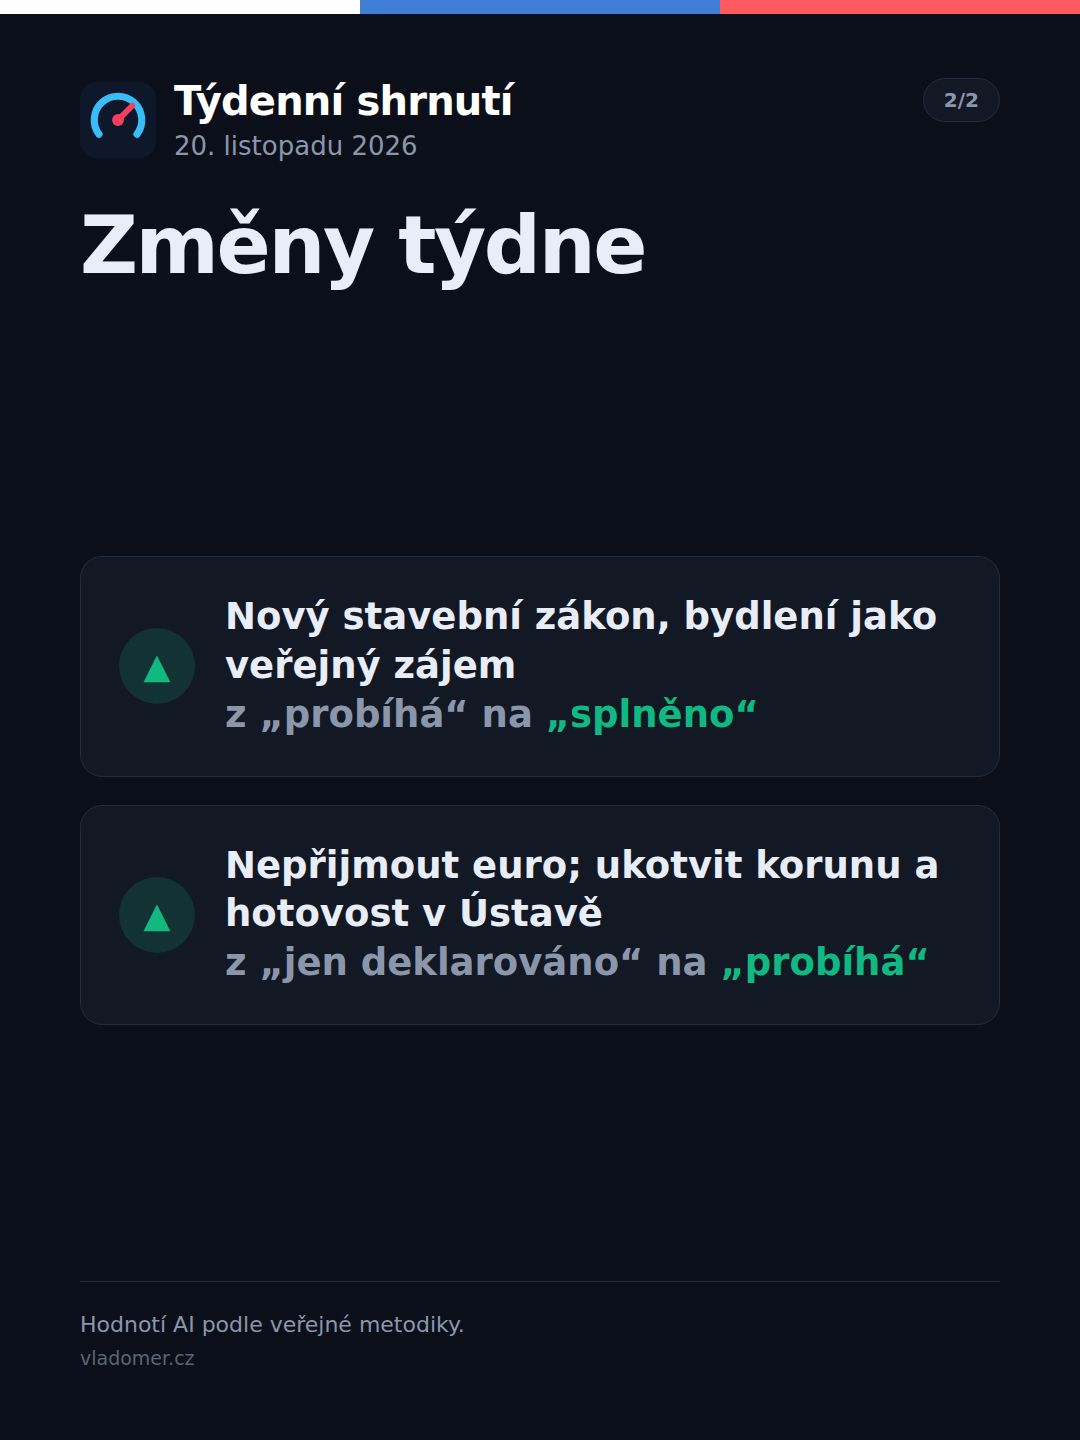 Týdenní shrnutí
20. listopadu 2026
2/2
Změny týdne
▲
Nový stavební zákon, bydlení jako
veřejný zájem
z „probíhá“ na „splněno“
▲
Nepřijmout euro; ukotvit korunu a
hotovost v Ústavě
z „jen deklarováno“ na „probíhá“
Hodnotí AI podle veřejné metodiky.
vladomer.cz